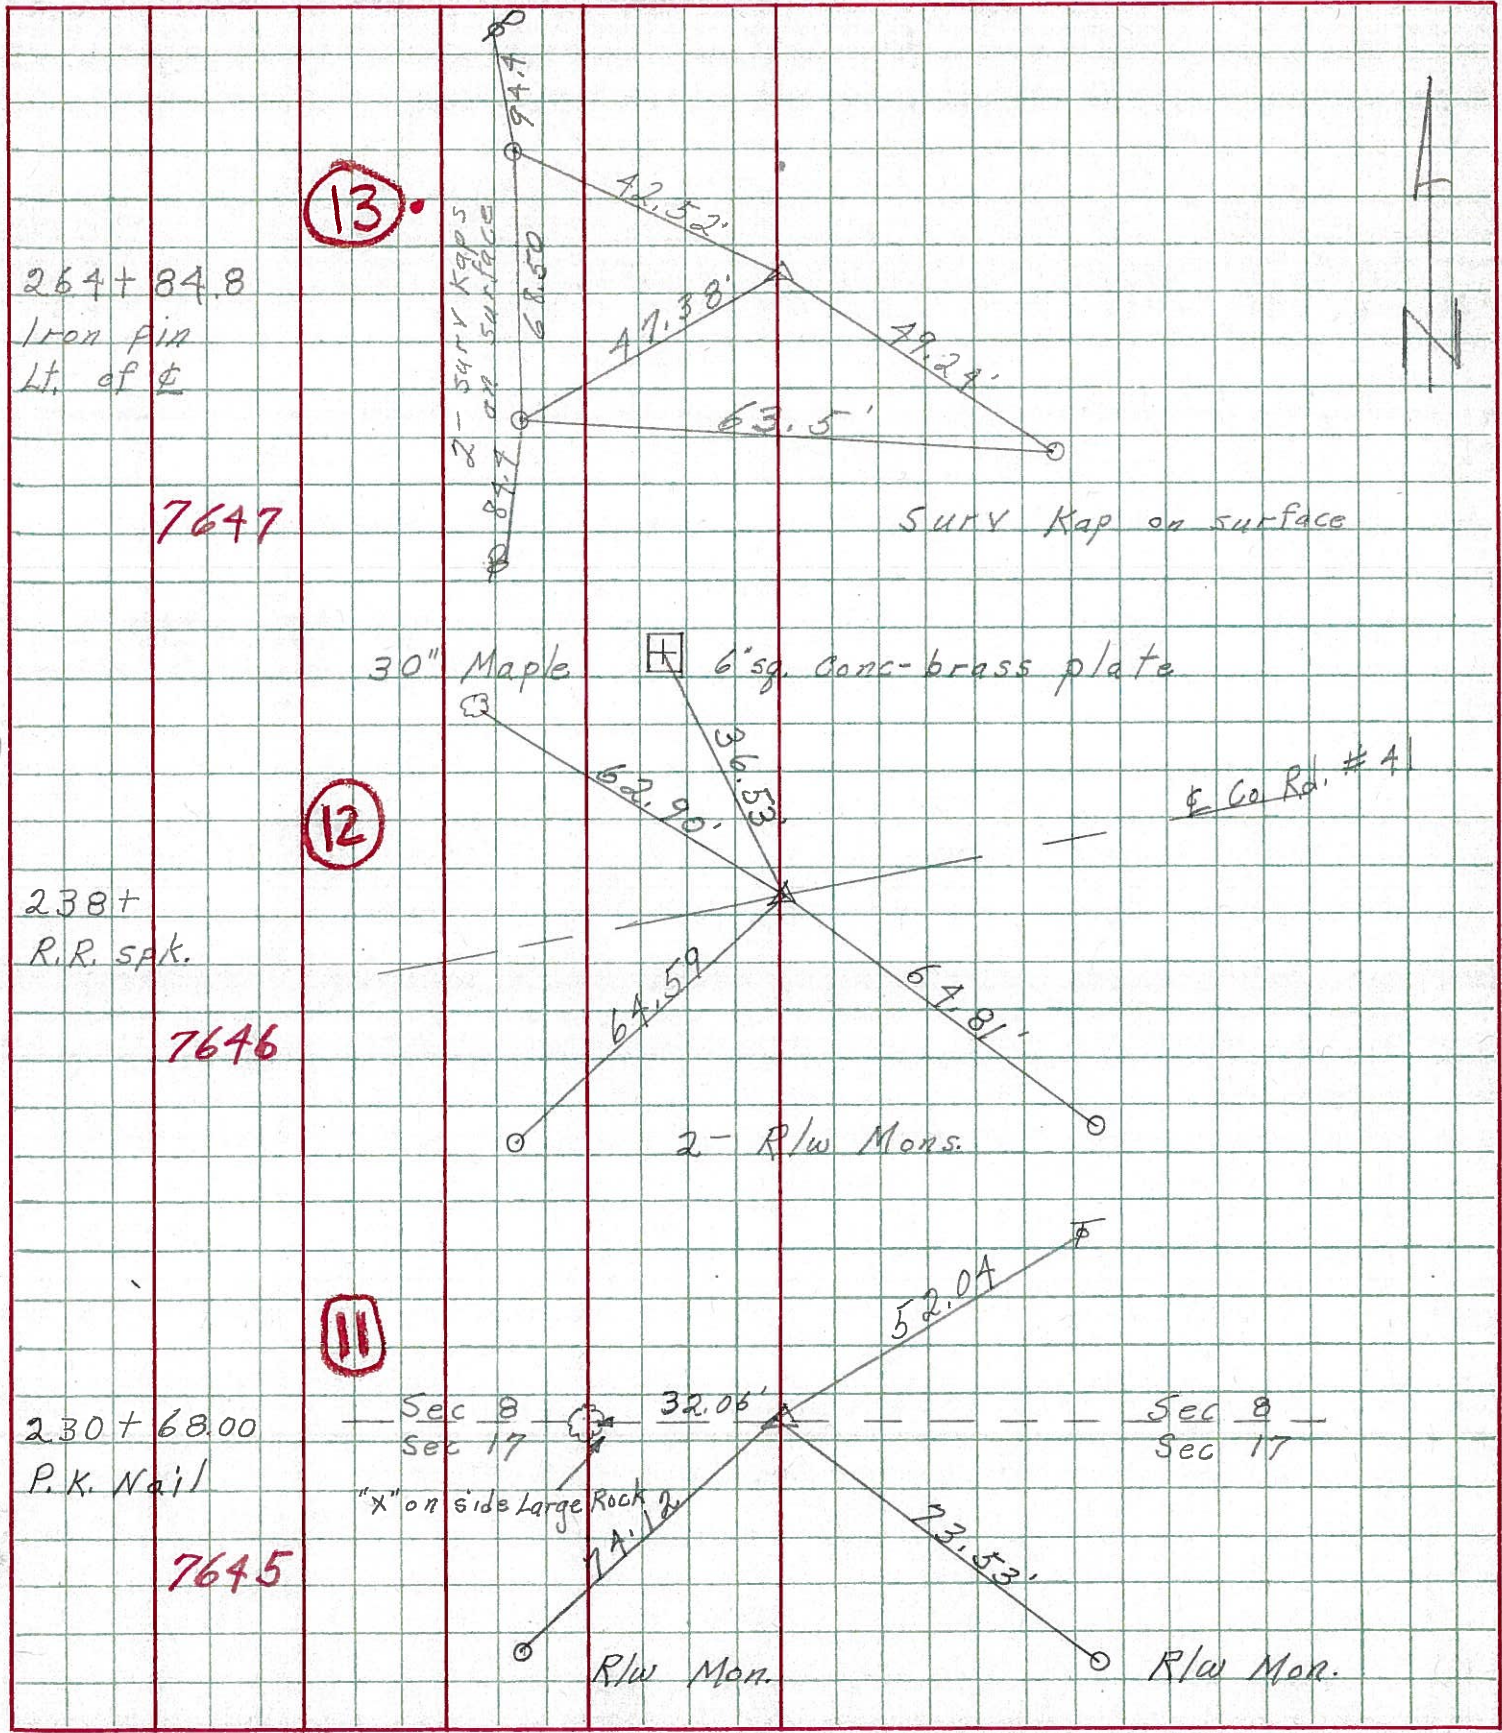 94.4
13
42.52'
2- Surv Kaps
on surface
68.50
264+84.8
Iron pin
Lt. of ℄
47.38'
49.24'
63.5'
84.4
N
7647
Surv Kap on surface
30" Maple
6"sq. Conc-brass plate
36.53'
62.90'
℄ Co Rd. #41
12
238+
R.R. spk.
64.59
64.81'
7646
2- R/W Mons.
52.04
11
230+68.00
P.K. Nail
Sec 8
Sec 17
32.06'
Sec 8
Sec 17
"X" on side Large Rock
74.12
73.53'
7645
R/W Mon.
R/W Mon.